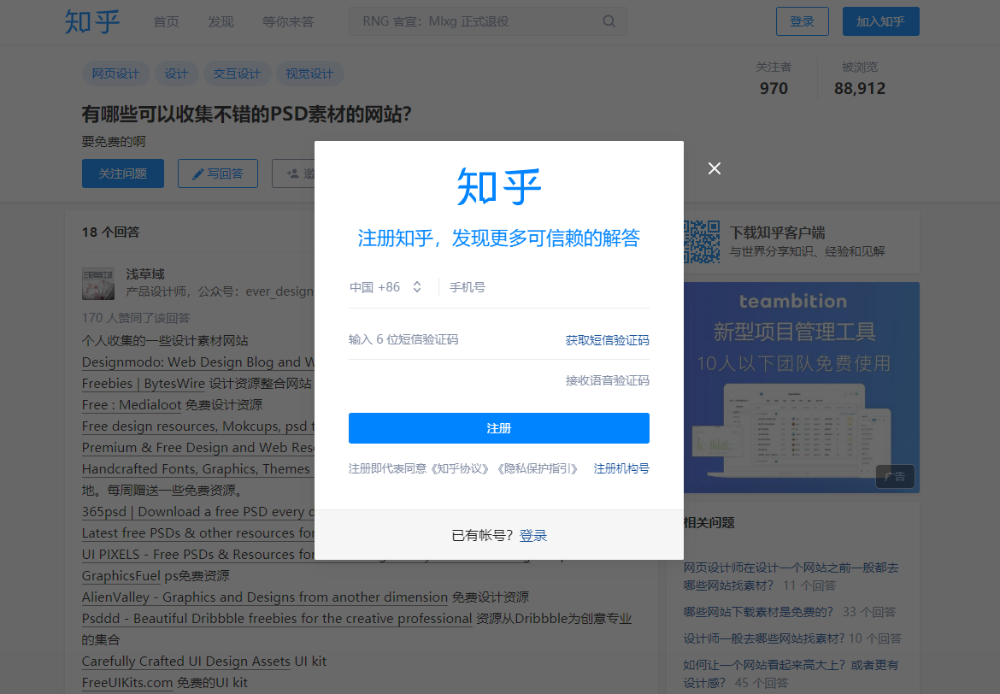 知乎 首页 发现 等你来答 RNG 官宣：Mlxg 正式退役 登录 加入知乎
网页设计 设计 交互设计 视觉设计
关注者 被浏览
970 88,912
有哪些可以收集不错的PSD素材的网站？
要免费的啊
关注问题 写回答 邀
知乎
注册知乎，发现更多可信赖的解答
中国 +86 手机号
输入 6 位短信验证码 获取短信验证码
接收语音验证码
注册
注册即代表同意《知乎协议》《隐私保护指引》 注册机构号
已有帐号？登录
18 个回答
浅草域
产品设计师，公众号：ever_design
170 人赞同了该回答
个人收集的一些设计素材网站
Designmodo: Web Design Blog and W
Freebies | BytesWire 设计资源整合网站
Free : Medialoot 免费设计资源
Free design resources, Mokcups, psd t
Premium & Free Design and Web Res
Handcrafted Fonts, Graphics, Themes
地。每周赠送一些免费资源。
365psd | Download a free PSD every d
Latest free PSDs & other resources for
UI PIXELS - Free PSDs & Resources for
GraphicsFuel ps免费资源
AlienValley - Graphics and Designs from another dimension 免费设计资源
Psddd - Beautiful Dribbble freebies for the creative professional 资源从Dribbble为创意专业
的集合
Carefully Crafted UI Design Assets UI kit
FreeUIKits.com 免费的UI kit
下载知乎客户端
与世界分享知识、经验和见解
teambition
新型项目管理工具
10人以下团队免费使用
广告
相关问题
网页设计师在设计一个网站之前一般都去
哪些网站找素材？ 11 个回答
哪些网站下载素材是免费的？ 33 个回答
设计师一般去哪些网站找素材? 10 个回答
如何让一个网站看起来高大上？或者更有
设计感？ 45 个回答